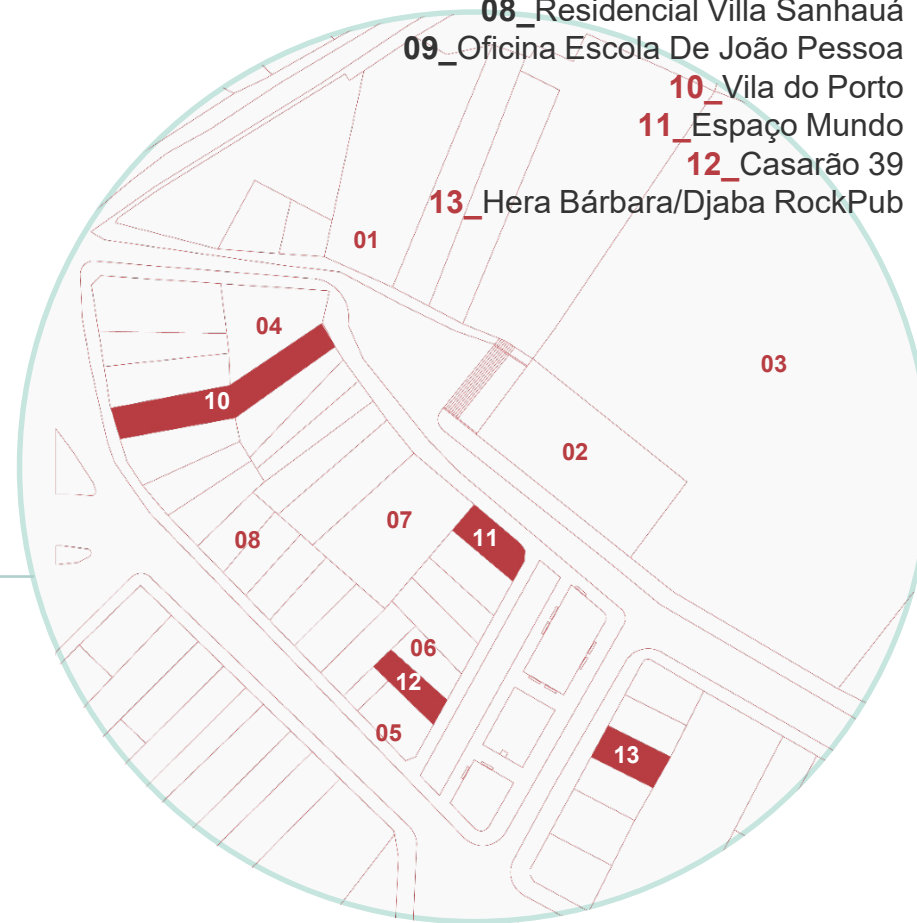 08_Residencial Villa Sanhauá
09_Oficina Escola De João Pessoa
10_Vila do Porto
11_Espaço Mundo
12_Casarão 39
13_Hera Bárbara/Djaba RockPub
01
04
03
10
02
07
11
08
06
12
05
13